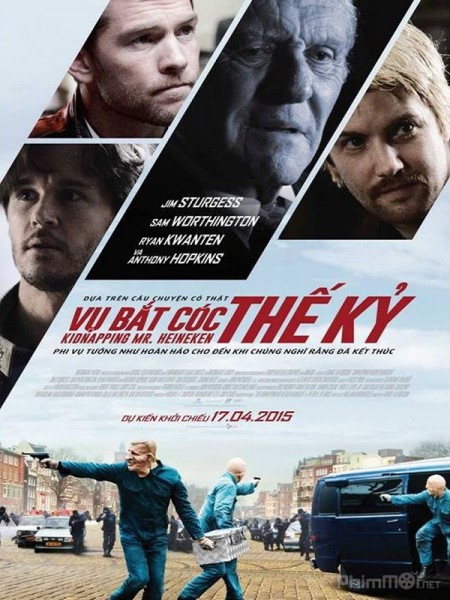 JIM STURGESS
SAM WORTHINGTON
RYAN KWANTEN
VÀ
ANTHONY HOPKINS
DỰA TRÊN CÂU CHUYỆN CÓ THẬT
VỤ BẮT CÓC THẾ KỶ
KIDNAPPING MR. HEINEKEN
PHI VỤ TƯỞNG NHƯ HOÀN HẢO CHO ĐẾN KHI CHÚNG NGHĨ RẰNG ĐÃ KẾT THÚC
DỰ KIẾN KHỞI CHIẾU 17.04.2015
PhimMoi.NET